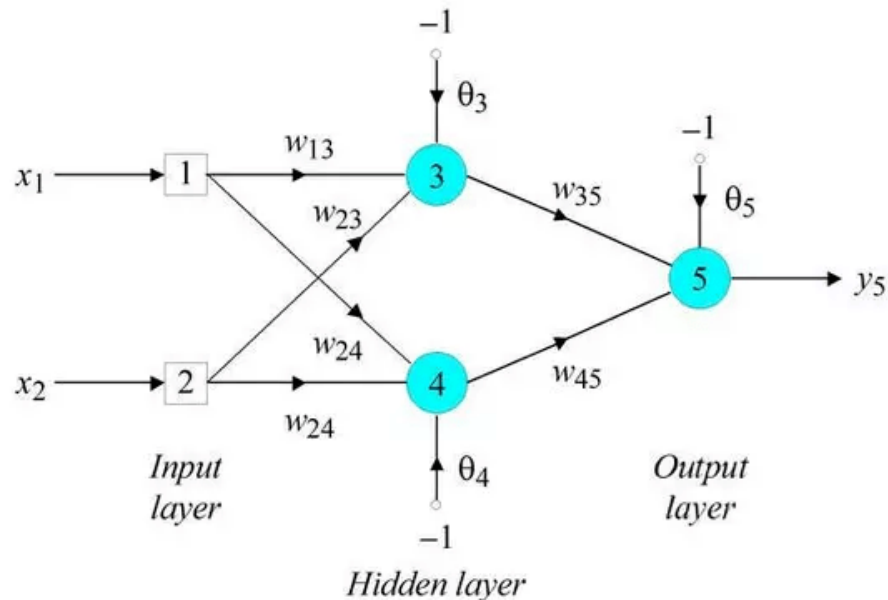 –1
θ3
–1
w13
x1
1
3
w35
w23
θ5
5
y5
w24
x2
2
4
w45
w24
Input
layer
θ4
Output
layer
–1
Hidden layer